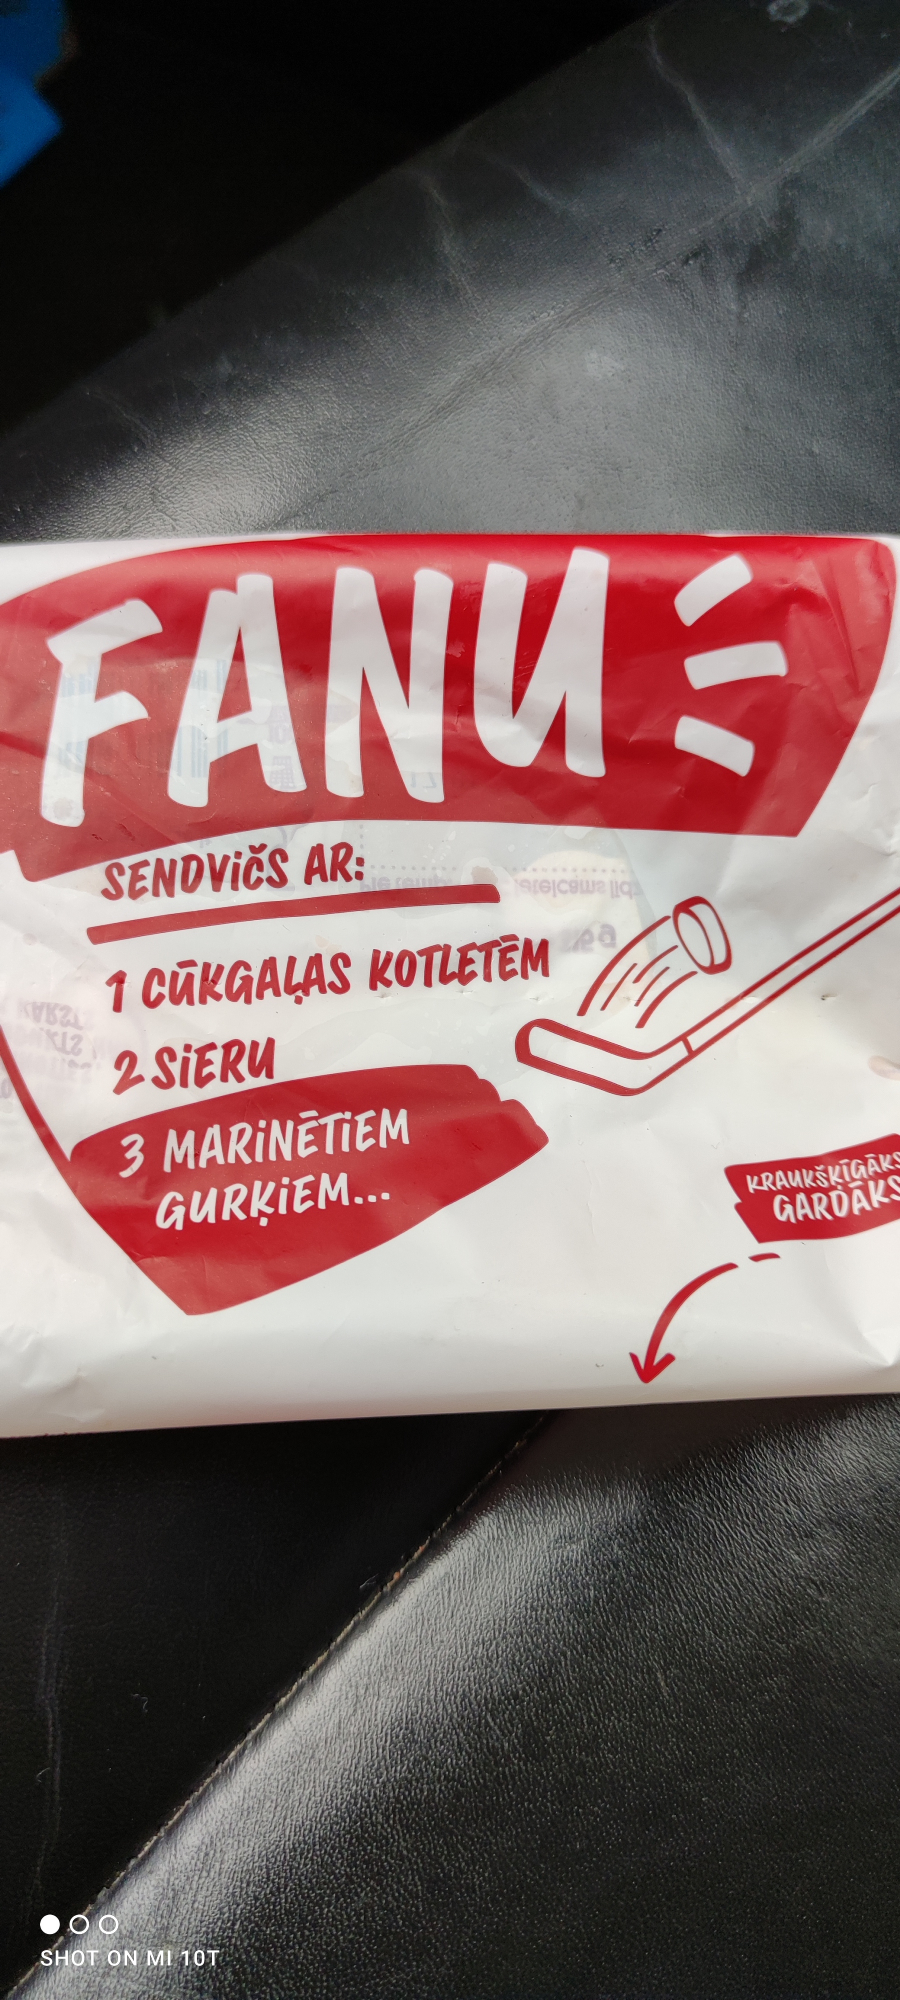 FANU
SENDVIČS AR:
1 CŪKGAĻAS KOTLETĒM
2 SIERU
3 MARINĒTIEM
GURĶIEM...
KRAUKŠĶĪGĀKS
GARDĀKS
SHOT ON MI 10T